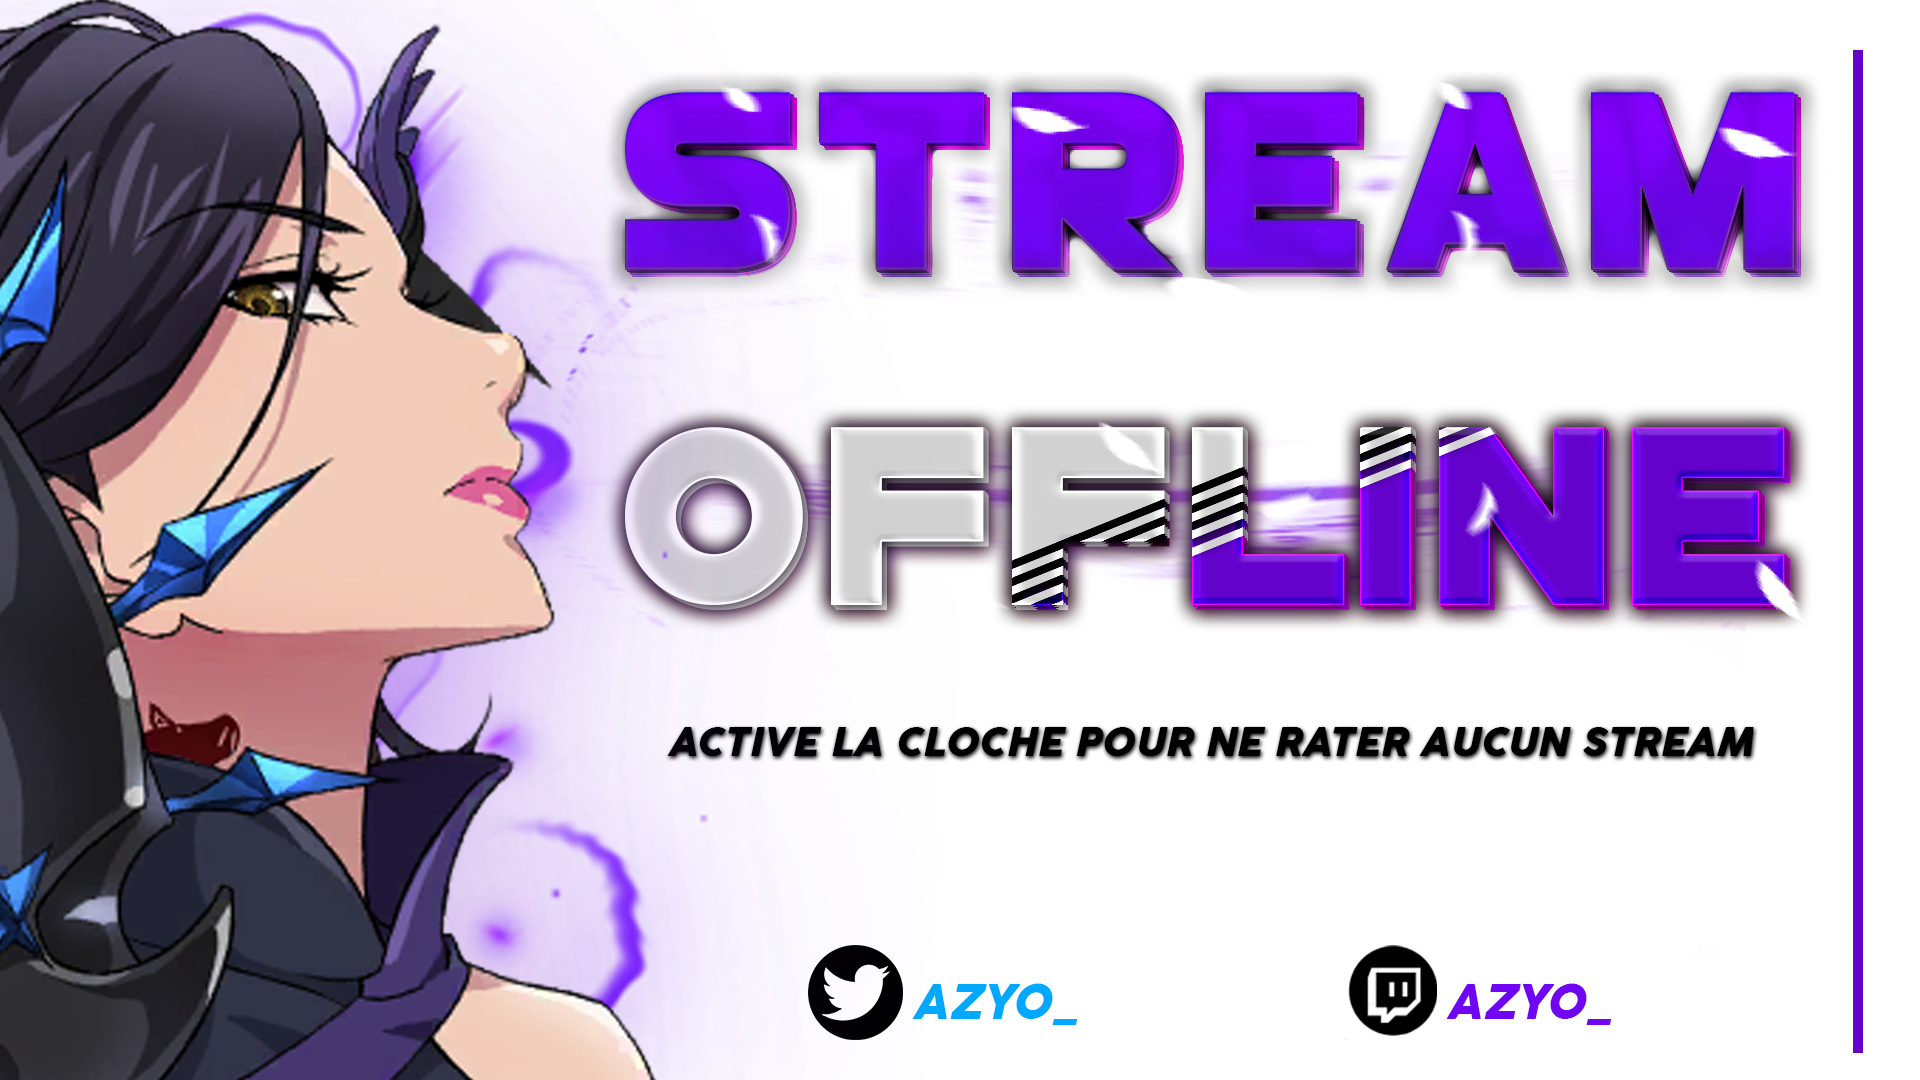 STREAM
OFFLINE
ACTIVE LA CLOCHE POUR NE RATER AUCUN STREAM
AZYO_ AZYO_